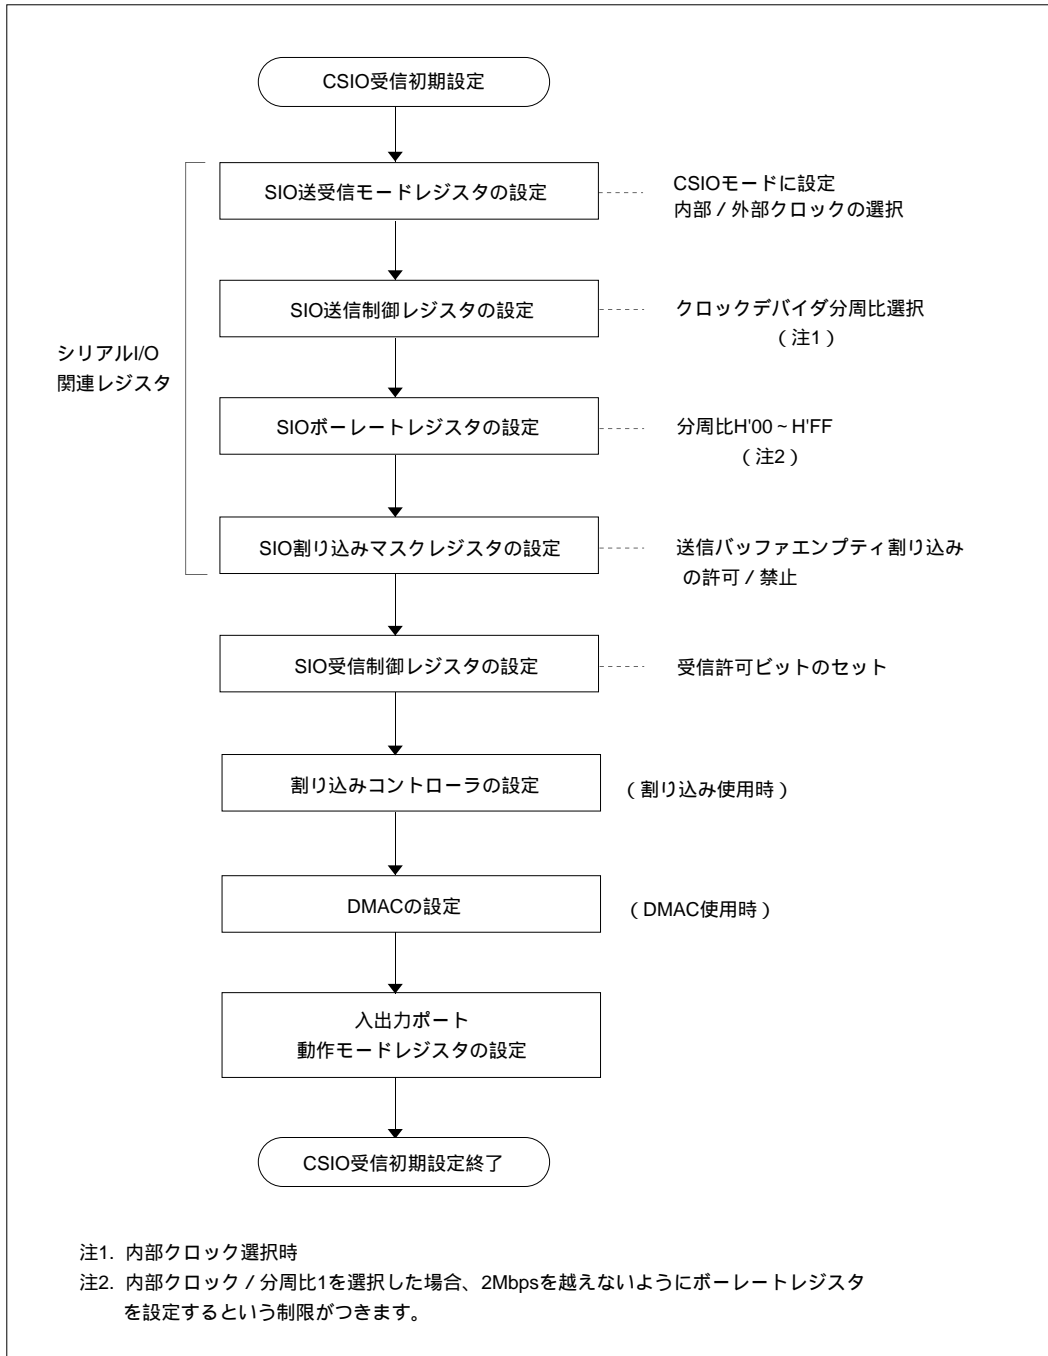 CSIO受信初期設定
SIO送受信モードレジスタの設定
CSIOモードに設定
内部 / 外部クロックの選択
SIO送信制御レジスタの設定
クロックデバイダ分周比選択
( 注1 )
シリアルI/O
関連レジスタ
SIOボーレートレジスタの設定
分周比H'00 ~ H'FF
( 注2 )
SIO割り込みマスクレジスタの設定
送信バッファエンプティ割り込み
の許可 / 禁止
SIO受信制御レジスタの設定
受信許可ビットのセット
割り込みコントローラの設定
( 割り込み使用時 )
DMACの設定
( DMAC使用時 )
入出力ポート
動作モードレジスタの設定
CSIO受信初期設定終了
注1. 内部クロック選択時
注2. 内部クロック / 分周比1を選択した場合、2Mbpsを越えないようにボーレートレジスタ
を設定するという制限がつきます。